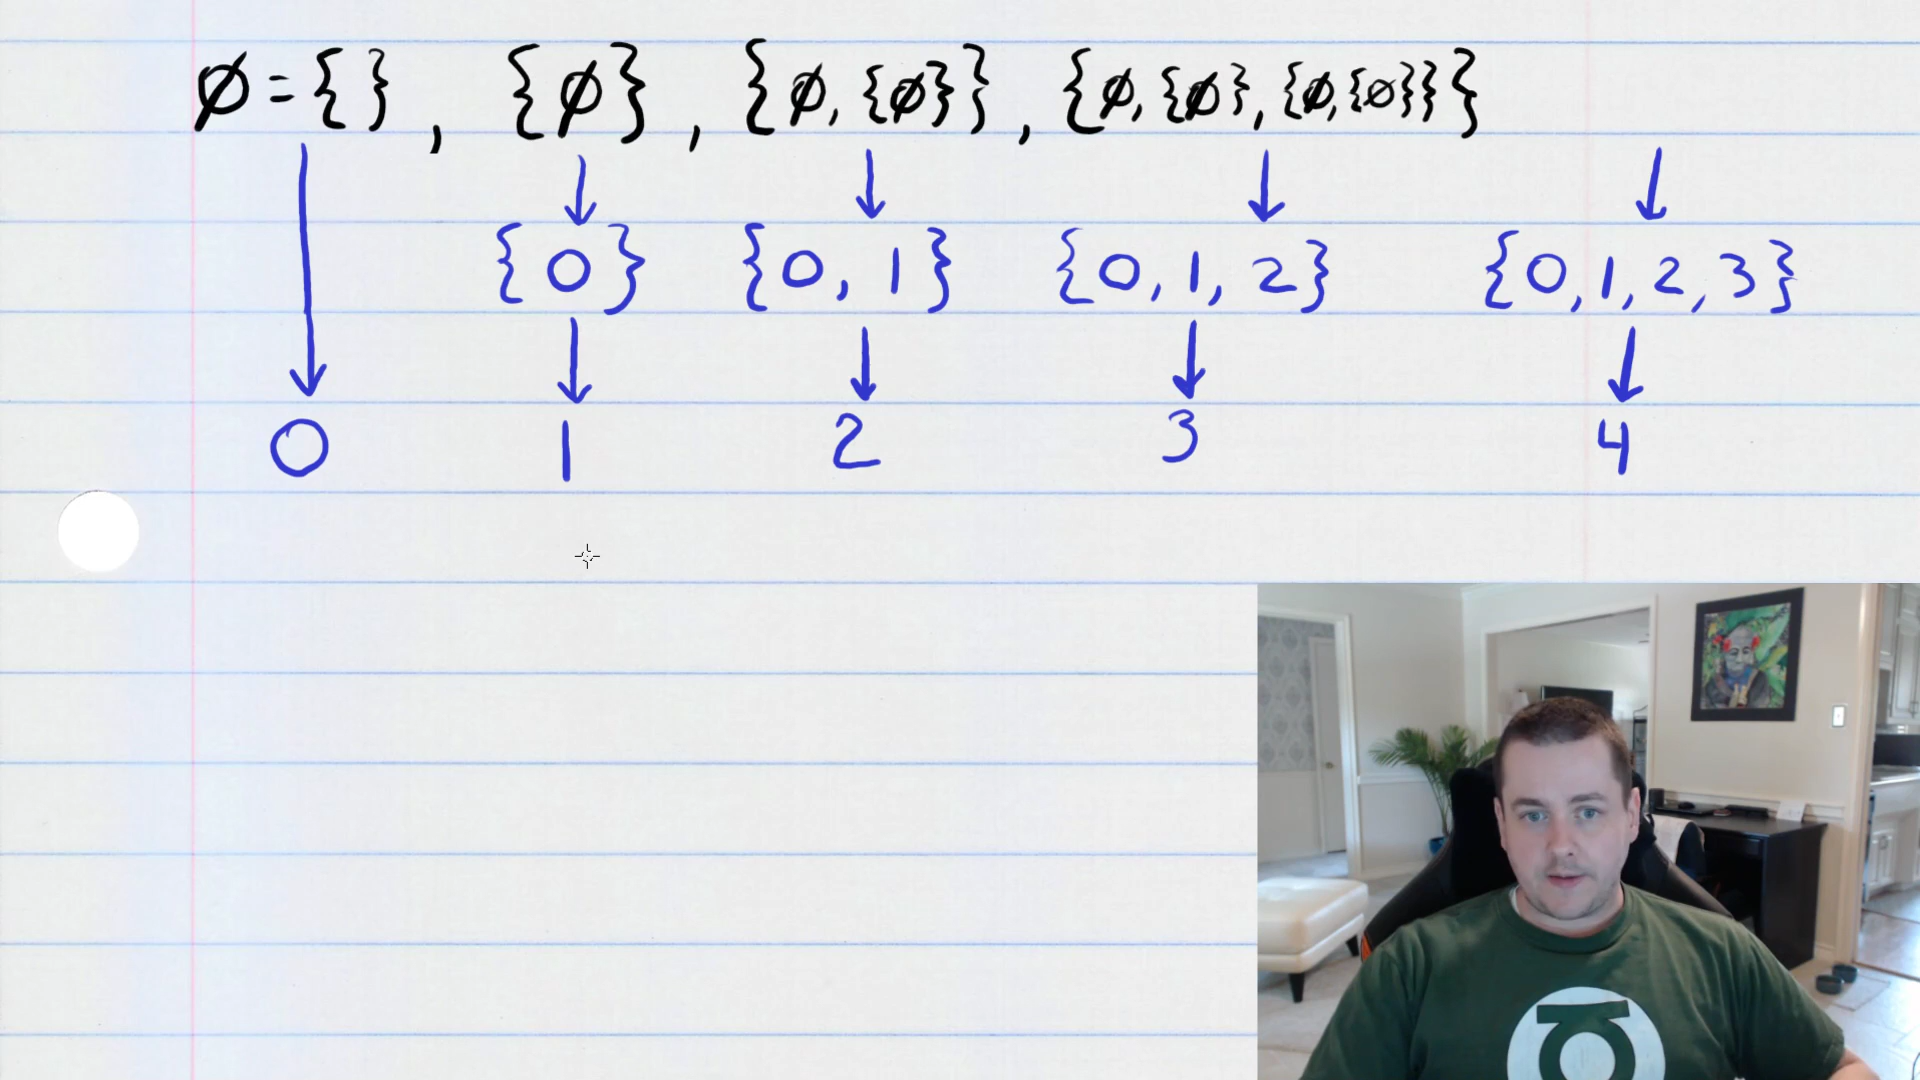 ∅ = { } , {∅} , {∅, {∅}} , {∅, {∅}, {∅, {∅}}}
{0} {0, 1} {0, 1, 2} {0, 1, 2, 3}
0 1 2 3 4